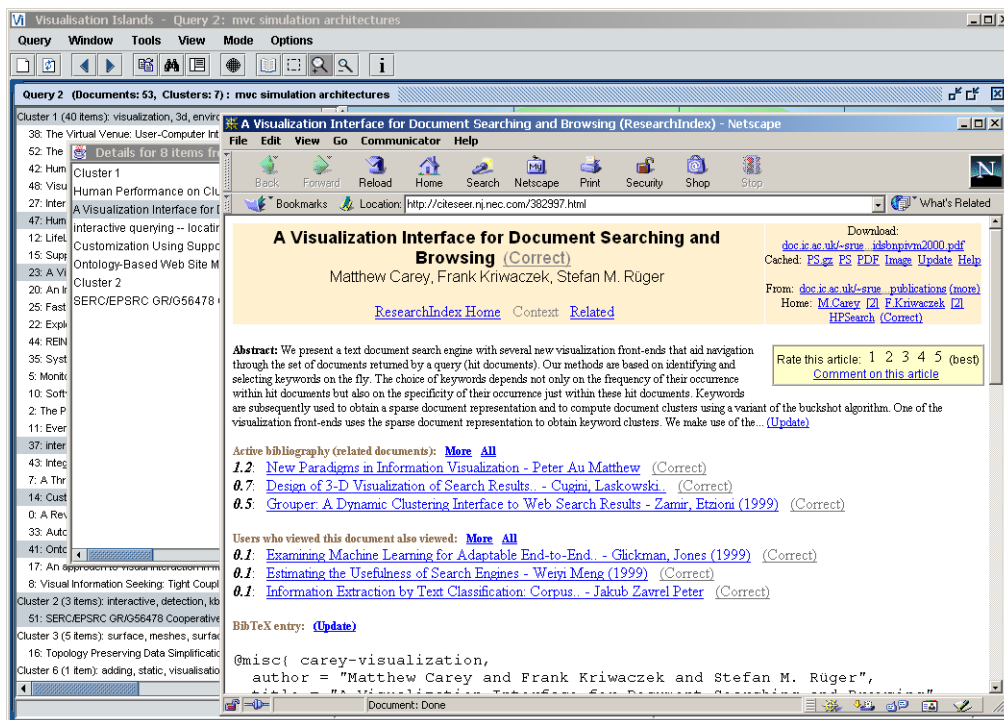 Visualisation Islands - Query 2: mvc simulation architectures
Query Window Tools View Mode Options
Query 2 (Documents: 53, Clusters: 7) : mvc simulation architectures
Cluster 1 (40 items): visualization, 3d, enviro
38: The Virtual Venue: User-Computer Int
52: The
42: Hum
48: Visu
27: Inter
47: Hum
12: LifeL
15: Supp
23: A Vi
20: An Ir
25: Fast
22: Explo
44: REIN
35: Syst
5: Monito
10: Soft
2: The P
11: Ever
37: inter
43: Integ
7: A Thr
14: Cust
0: A Rev
33: Auto
41: Onto
17: An approach to visual interaction in
8: Visual Information Seeking: Tight Coupl
Cluster 2 (3 items): interactive, detection, kb
51: SERC/EPSRC GR/G56478 Cooperative
Cluster 3 (5 items): surface, meshes, surfa
16: Topology Preserving Data Simplificatio
Cluster 6 (1 item): adding, static, visualisatio
Details for 8 items fr
Cluster 1
Human Performance on Clu
A Visualization Interface for D
interactive querying -- locatin
Customization Using Suppo
Ontology-Based Web Site M
Cluster 2
SERC/EPSRC GR/G56478
A Visualization Interface for Document Searching and Browsing (ResearchIndex) - Netscape
File Edit View Go Communicator Help
Back Forward Reload Home Search Netscape Print Security Shop Stop
Bookmarks Location: http://citeseer.nj.nec.com/382997.html What's Related
A Visualization Interface for Document Searching and
Browsing (Correct)
Matthew Carey, Frank Kriwaczek, Stefan M. Rüger
ResearchIndex Home Context Related
Download:
doc.ic.ac.uk/~srue...idsbnpivm2000.pdf
Cached: PS.gz PS PDF Image Update Help
From: doc.ic.ac.uk/~srue...publications (more)
Home: M.Carey [2] F.Kriwaczek [2]
HPSearch (Correct)
Abstract: We present a text document search engine with several new visualization front-ends that aid navigation
through the set of documents returned by a query (hit documents). Our methods are based on identifying and
selecting keywords on the fly. The choice of keywords depends not only on the frequency of their occurrence
within hit documents but also on the specificity of their occurrence just within these hit documents. Keywords
are subsequently used to obtain a sparse document representation and to compute document clusters using a variant of the buckshot algorithm. One of the
visualization front-ends uses the sparse document representation to obtain keyword clusters. We make use of the... (Update)
Rate this article: 1 2 3 4 5 (best)
Comment on this article
Active bibliography (related documents): More All
1.2: New Paradigms in Information Visualization - Peter Au Matthew (Correct)
0.7: Design of 3-D Visualization of Search Results.. - Cugini, Laskowski.. (Correct)
0.5: Grouper: A Dynamic Clustering Interface to Web Search Results - Zamir, Etzioni (1999) (Correct)
Users who viewed this document also viewed: More All
0.1: Examining Machine Learning for Adaptable End-to-End.. - Glickman, Jones (1999) (Correct)
0.1: Estimating the Usefulness of Search Engines - Weiyi Meng (1999) (Correct)
0.1: Information Extraction by Text Classification: Corpus.. - Jakub Zavrel Peter (Correct)
BibTeX entry: (Update)
@misc{ carey-visualization,
author = "Matthew Carey and Frank Kriwaczek and Stefan M. Rüger",
title = "A Visualization Interface for Document Searching and Browsing"
Document: Done